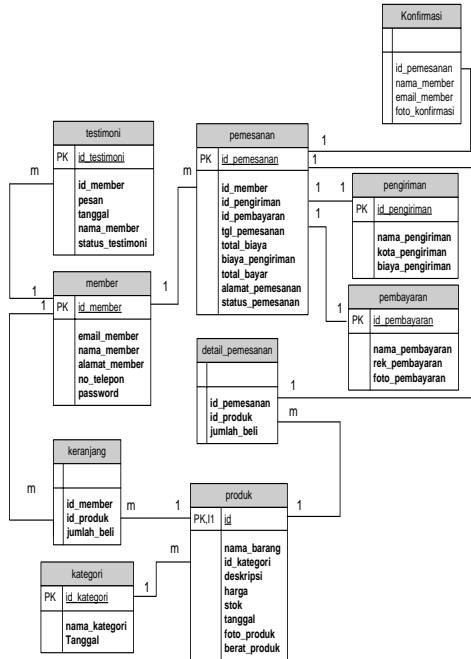 Konfirmasi
id_pemesanan
nama_member
email_member
foto_konfirmasi
testimoni
PK id_testimoni
id_member
pesan
tanggal
nama_member
status_testimoni
m
pemesanan
PK id_pemesanan
id_member
id_pengiriman
id_pembayaran
tgl_pemesanan
total_biaya
biaya_pengiriman
total_bayar
alamat_pemesanan
status_pemesanan
m
1
1
1
1
1
pengiriman
PK id_pengiriman
nama_pengiriman
kota_pengiriman
biaya_pengiriman
member
PK id_member
email_member
nama_member
alamat_member
no_telepon
password
1
1
1
pembayaran
PK id_pembayaran
nama_pembayaran
rek_pembayaran
foto_pembayaran
1
detail_pemesanan
id_pemesanan
id_produk
jumlah_beli
1
m
keranjang
id_member
id_produk
jumlah_beli
m
m
1
produk
PK,I1 id
nama_barang
id_kategori
deskripsi
harga
stok
tanggal
foto_produk
berat_produk
1
m
kategori
PK id_kategori
nama_kategori
Tanggal
1